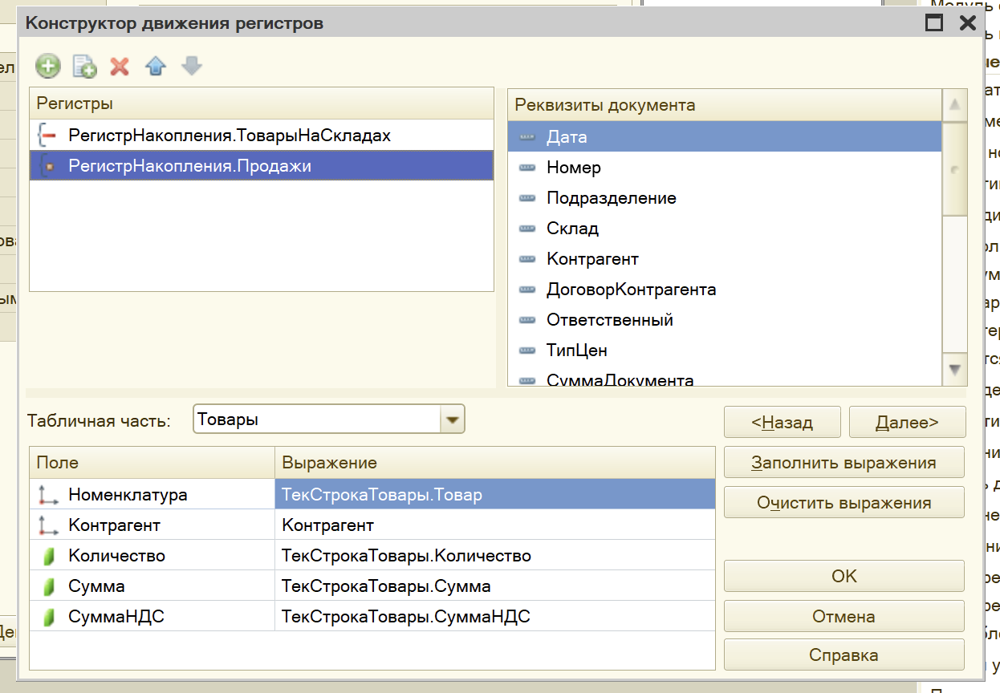 Конструктор движения регистров
Регистры
РегистрНакопления.ТоварыНаСкладах
РегистрНакопления.Продажи
Реквизиты документа
Дата
Номер
Подразделение
Склад
Контрагент
ДоговорКонтрагента
Ответственный
ТипЦен
СуммаДокумента
Табличная часть: Товары
<Назад Далее>
Заполнить выражения
Очистить выражения
Поле Выражение
Номенклатура ТекСтрокаТовары.Товар
Контрагент Контрагент
Количество ТекСтрокаТовары.Количество
Сумма ТекСтрокаТовары.Сумма
СуммаНДС ТекСтрокаТовары.СуммаНДС
OK
Отмена
Справка